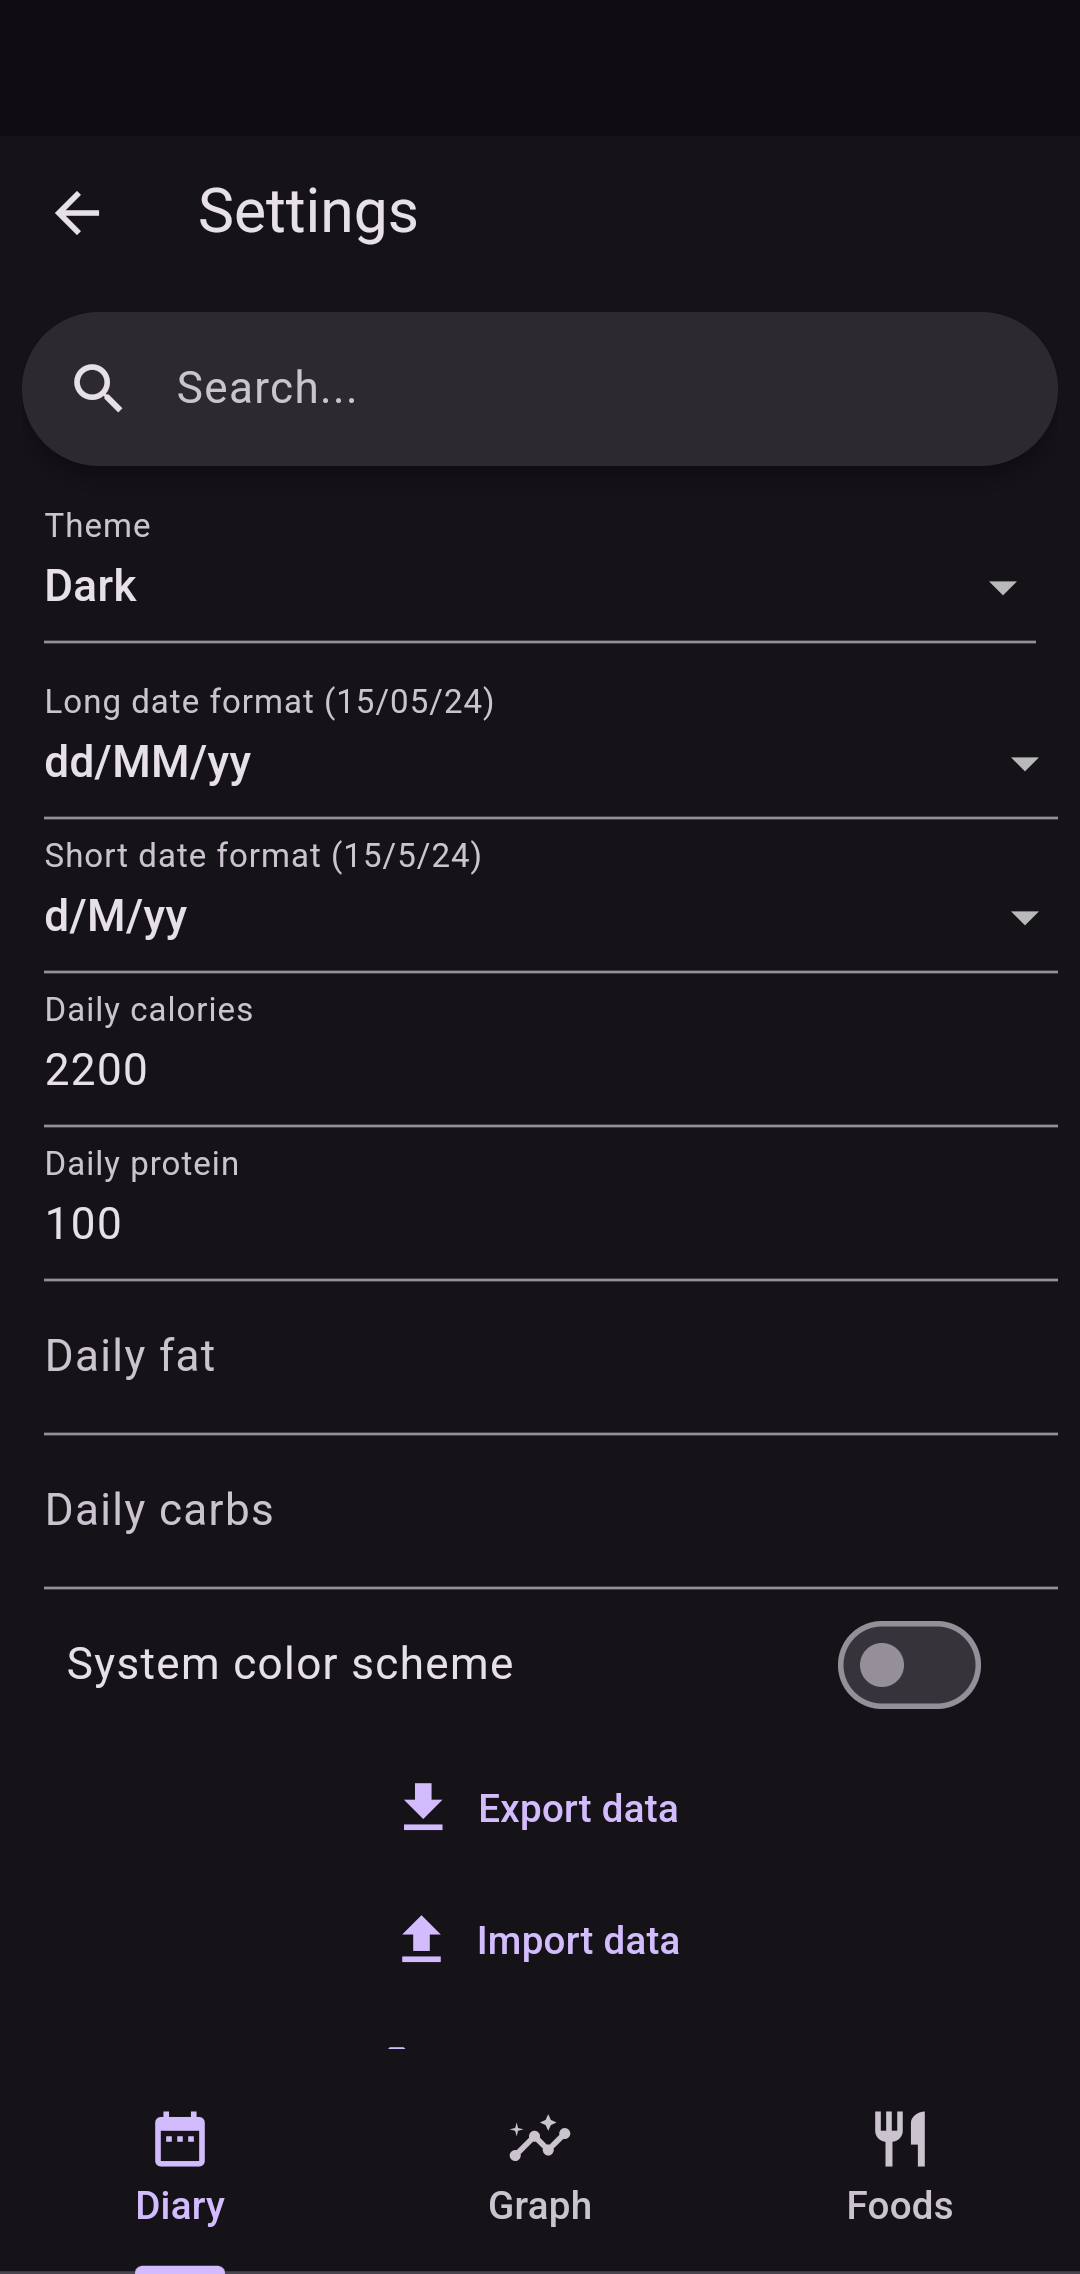 Settings
Search...
Theme
Dark
Long date format (15/05/24)
dd/MM/yy
Short date format (15/5/24)
d/M/yy
Daily calories
2200
Daily protein
100
Daily fat
Daily carbs
System color scheme
Export data
Import data
Diary
Graph
Foods